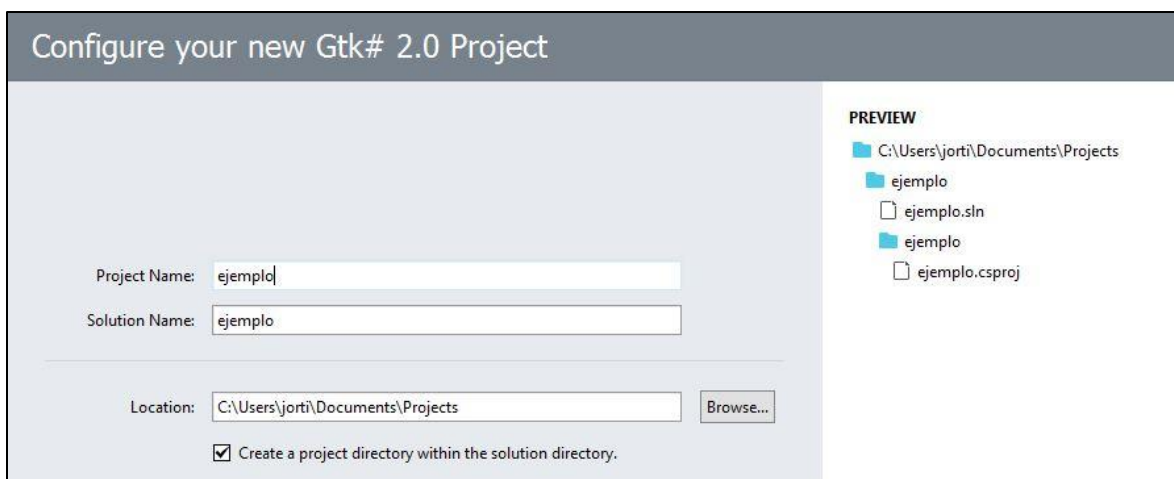 Configure your new Gtk# 2.0 Project
Project Name: ejemplo
Solution Name: ejemplo
Location: C:\Users\jorti\Documents\Projects Browse...
Create a project directory within the solution directory.
PREVIEW
C:\Users\jorti\Documents\Projects
ejemplo
ejemplo.sln
ejemplo
ejemplo.csproj